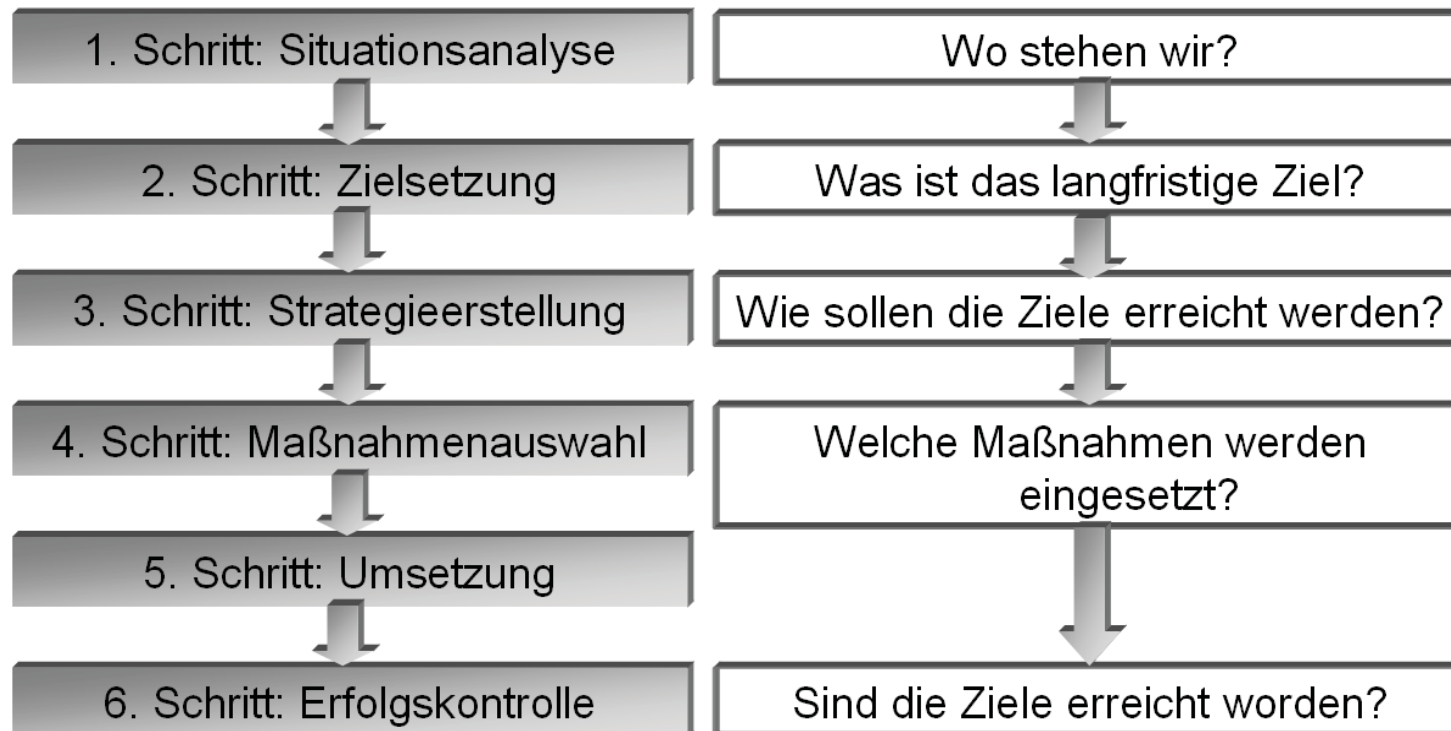 1. Schritt: Situationsanalyse
Wo stehen wir?
2. Schritt: Zielsetzung
Was ist das langfristige Ziel?
3. Schritt: Strategieerstellung
Wie sollen die Ziele erreicht werden?
4. Schritt: Maßnahmenauswahl
Welche Maßnahmen werden
eingesetzt?
5. Schritt: Umsetzung
6. Schritt: Erfolgskontrolle
Sind die Ziele erreicht worden?